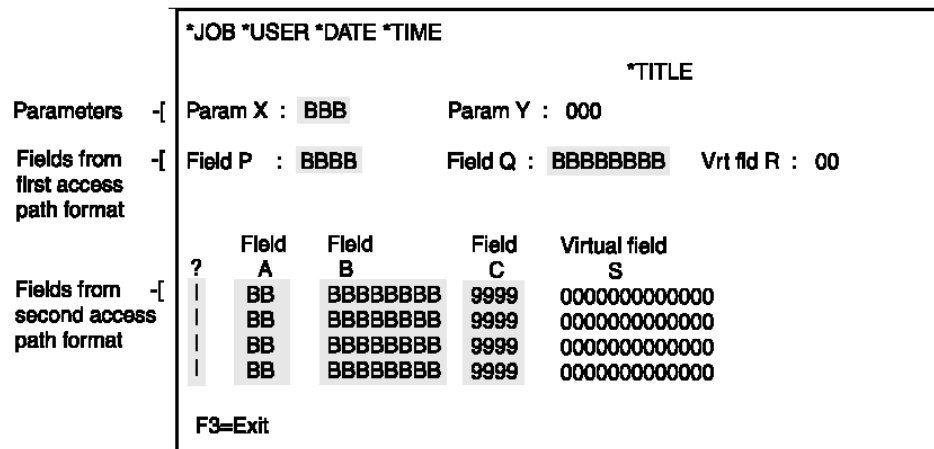 *JOB *USER *DATE *TIME
*TITLE
Parameters -[ Param X : BBB Param Y : 000
Fields from -[ Field P : BBBB Field Q : BBBBBBBB Vrt fld R : 00
first access
path format
Field Field Field Virtual field
? A B C S
Fields from -[ I BB BBBBBBBB 9999 0000000000000
second access I BB BBBBBBBB 9999 0000000000000
path format I BB BBBBBBBB 9999 0000000000000
I BB BBBBBBBB 9999 0000000000000
F3=Exit